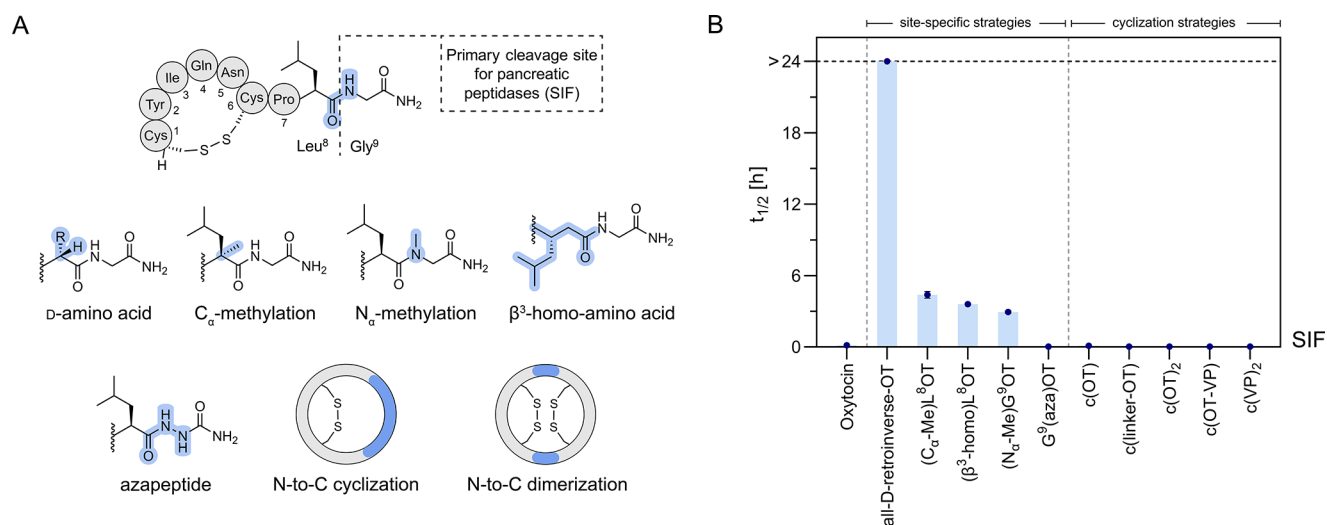 A
Ile
Gln
Asn
Tyr
Cys
Pro
Cys
1
2
3
4
5
6
7
S
S
H
H
N
O
O
NH₂
Leu⁸
Gly⁹
Primary cleavage site
for pancreatic
peptidases (SIF)
R
H
O
H
N
O
NH₂
D-amino acid
O
H
N
O
NH₂
Cα-methylation
O
N
O
NH₂
Nα-methylation
O
H
N
O
NH₂
β³-homo-amino acid
O
H
N
N
H
O
NH₂
azapeptide
S
S
N-to-C cyclization
S
S
S
S
N-to-C dimerization
B
site-specific strategies
cyclization strategies
t1/2 [h]
> 24
18
12
6
0
SIF
Oxytocin
all-D-retroinverse-OT
(Cα-Me)L⁸OT
(β³-homo)L⁸OT
(Nα-Me)G⁹OT
G⁹(aza)OT
c(OT)
c(linker-OT)
c(OT)₂
c(OT-VP)
c(VP)₂